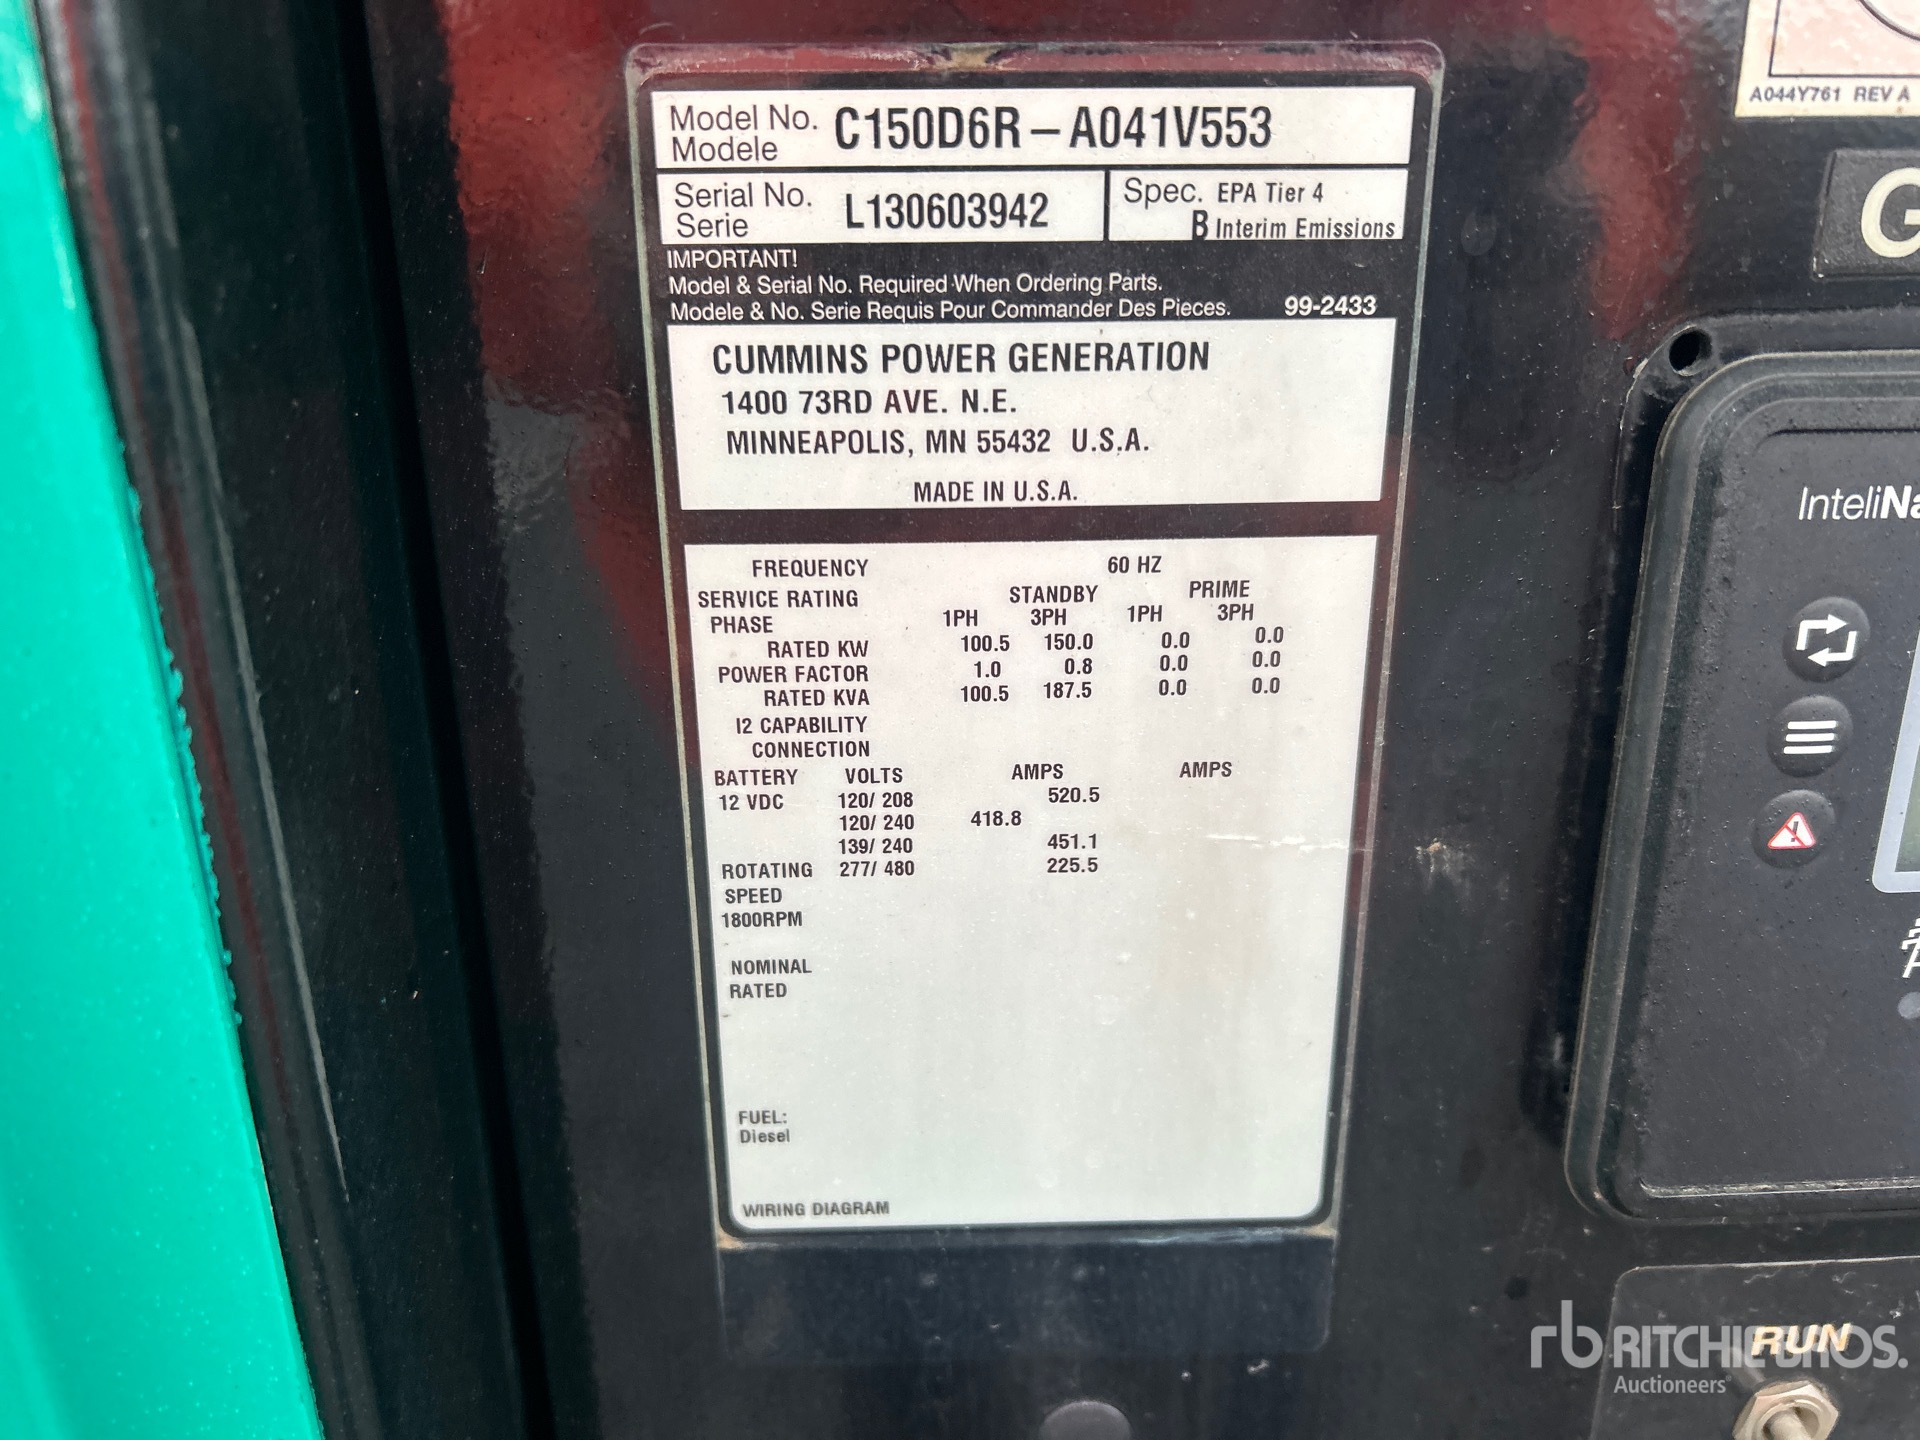 Model No. C150D6R – A041V553
Modele
Serial No. L130603942
Serie
Spec. EPA Tier 4
B Interim Emissions
IMPORTANT!
Model & Serial No. Required When Ordering Parts.
Modele & No. Serie Requis Pour Commander Des Pieces. 99-2433
CUMMINS POWER GENERATION
1400 73RD AVE. N.E.
MINNEAPOLIS, MN 55432 U.S.A.
MADE IN U.S.A.
FREQUENCY 60 HZ
SERVICE RATING STANDBY PRIME
PHASE 1PH 3PH 1PH 3PH
RATED KW 100.5 150.0 0.0 0.0
POWER FACTOR 1.0 0.8 0.0 0.0
RATED KVA 100.5 187.5 0.0 0.0
I2 CAPABILITY
CONNECTION
BATTERY VOLTS AMPS AMPS
12 VDC 120/ 208 520.5
120/ 240 418.8
139/ 240 451.1
ROTATING 277/ 480 225.5
SPEED
1800RPM
NOMINAL
RATED
FUEL:
Diesel
WIRING DIAGRAM
A044Y761 REV A
G
InteliNa
RUN
rb RITCHIE BROS.
Auctioneers